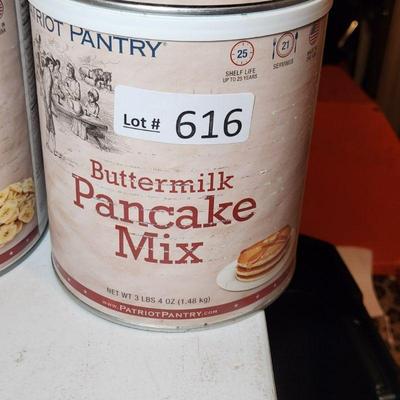 RIOT PANTRY®
25
SHELF LIFE
UP TO 25 YEARS
21
SERVINGS
Lot # 616
Buttermilk
Pancake
Mix
NET WT 3 LBS 4 OZ (1.48 kg)
www.PATRIOTPANTRY.com